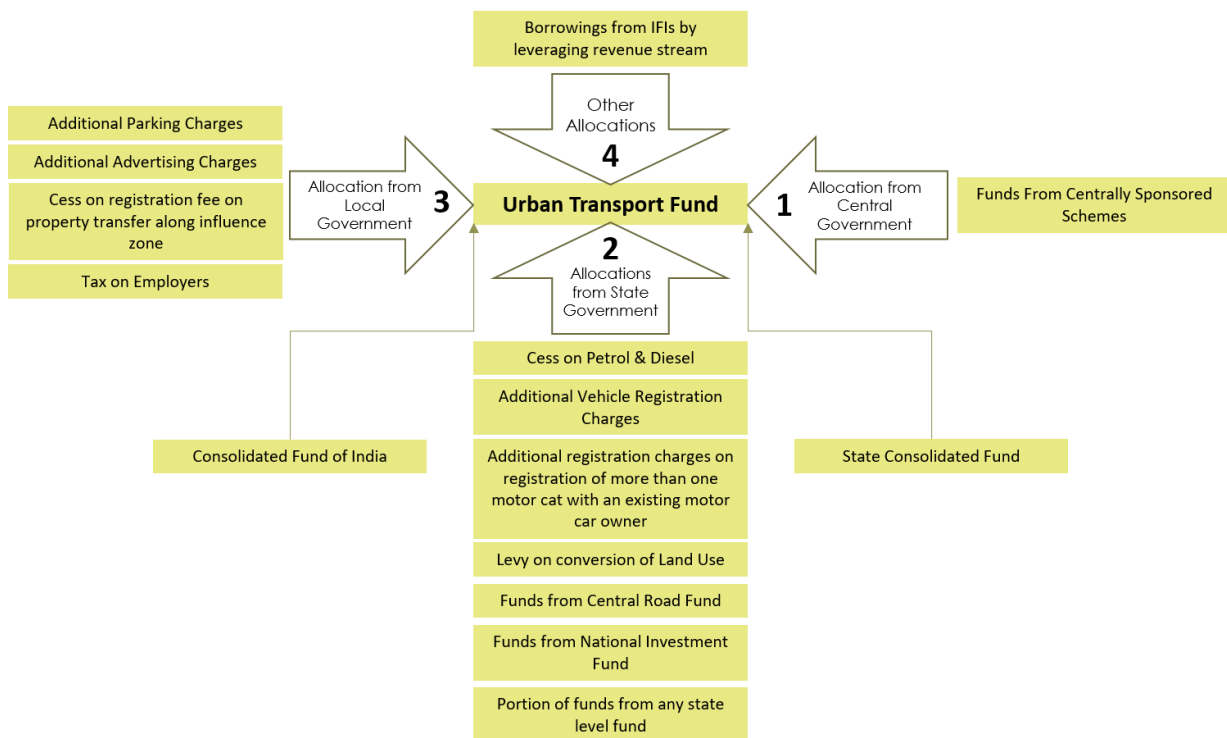 Borrowings from IFIs by
leveraging revenue stream
Other
Allocations
4
Additional Parking Charges
Additional Advertising Charges
Cess on registration fee on
property transfer along influence
zone
Tax on Employers
Allocation from
Local
Government
3
Urban Transport Fund
1
Allocation from
Central
Government
Funds From Centrally Sponsored
Schemes
2
Allocations
from State
Government
Cess on Petrol & Diesel
Additional Vehicle Registration
Charges
Additional registration charges on
registration of more than one
motor cat with an existing motor
car owner
Levy on conversion of Land Use
Funds from Central Road Fund
Funds from National Investment
Fund
Portion of funds from any state
level fund
Consolidated Fund of India
State Consolidated Fund